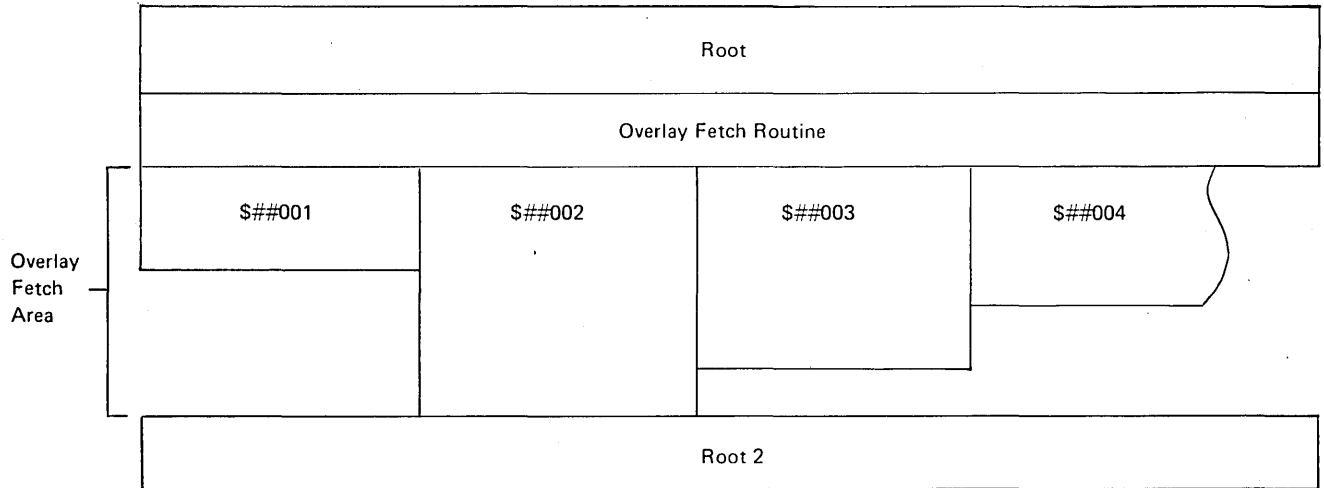 Root
Overlay Fetch Routine
$##001 $##002 $##003 $##004
Overlay
Fetch
Area
Root 2